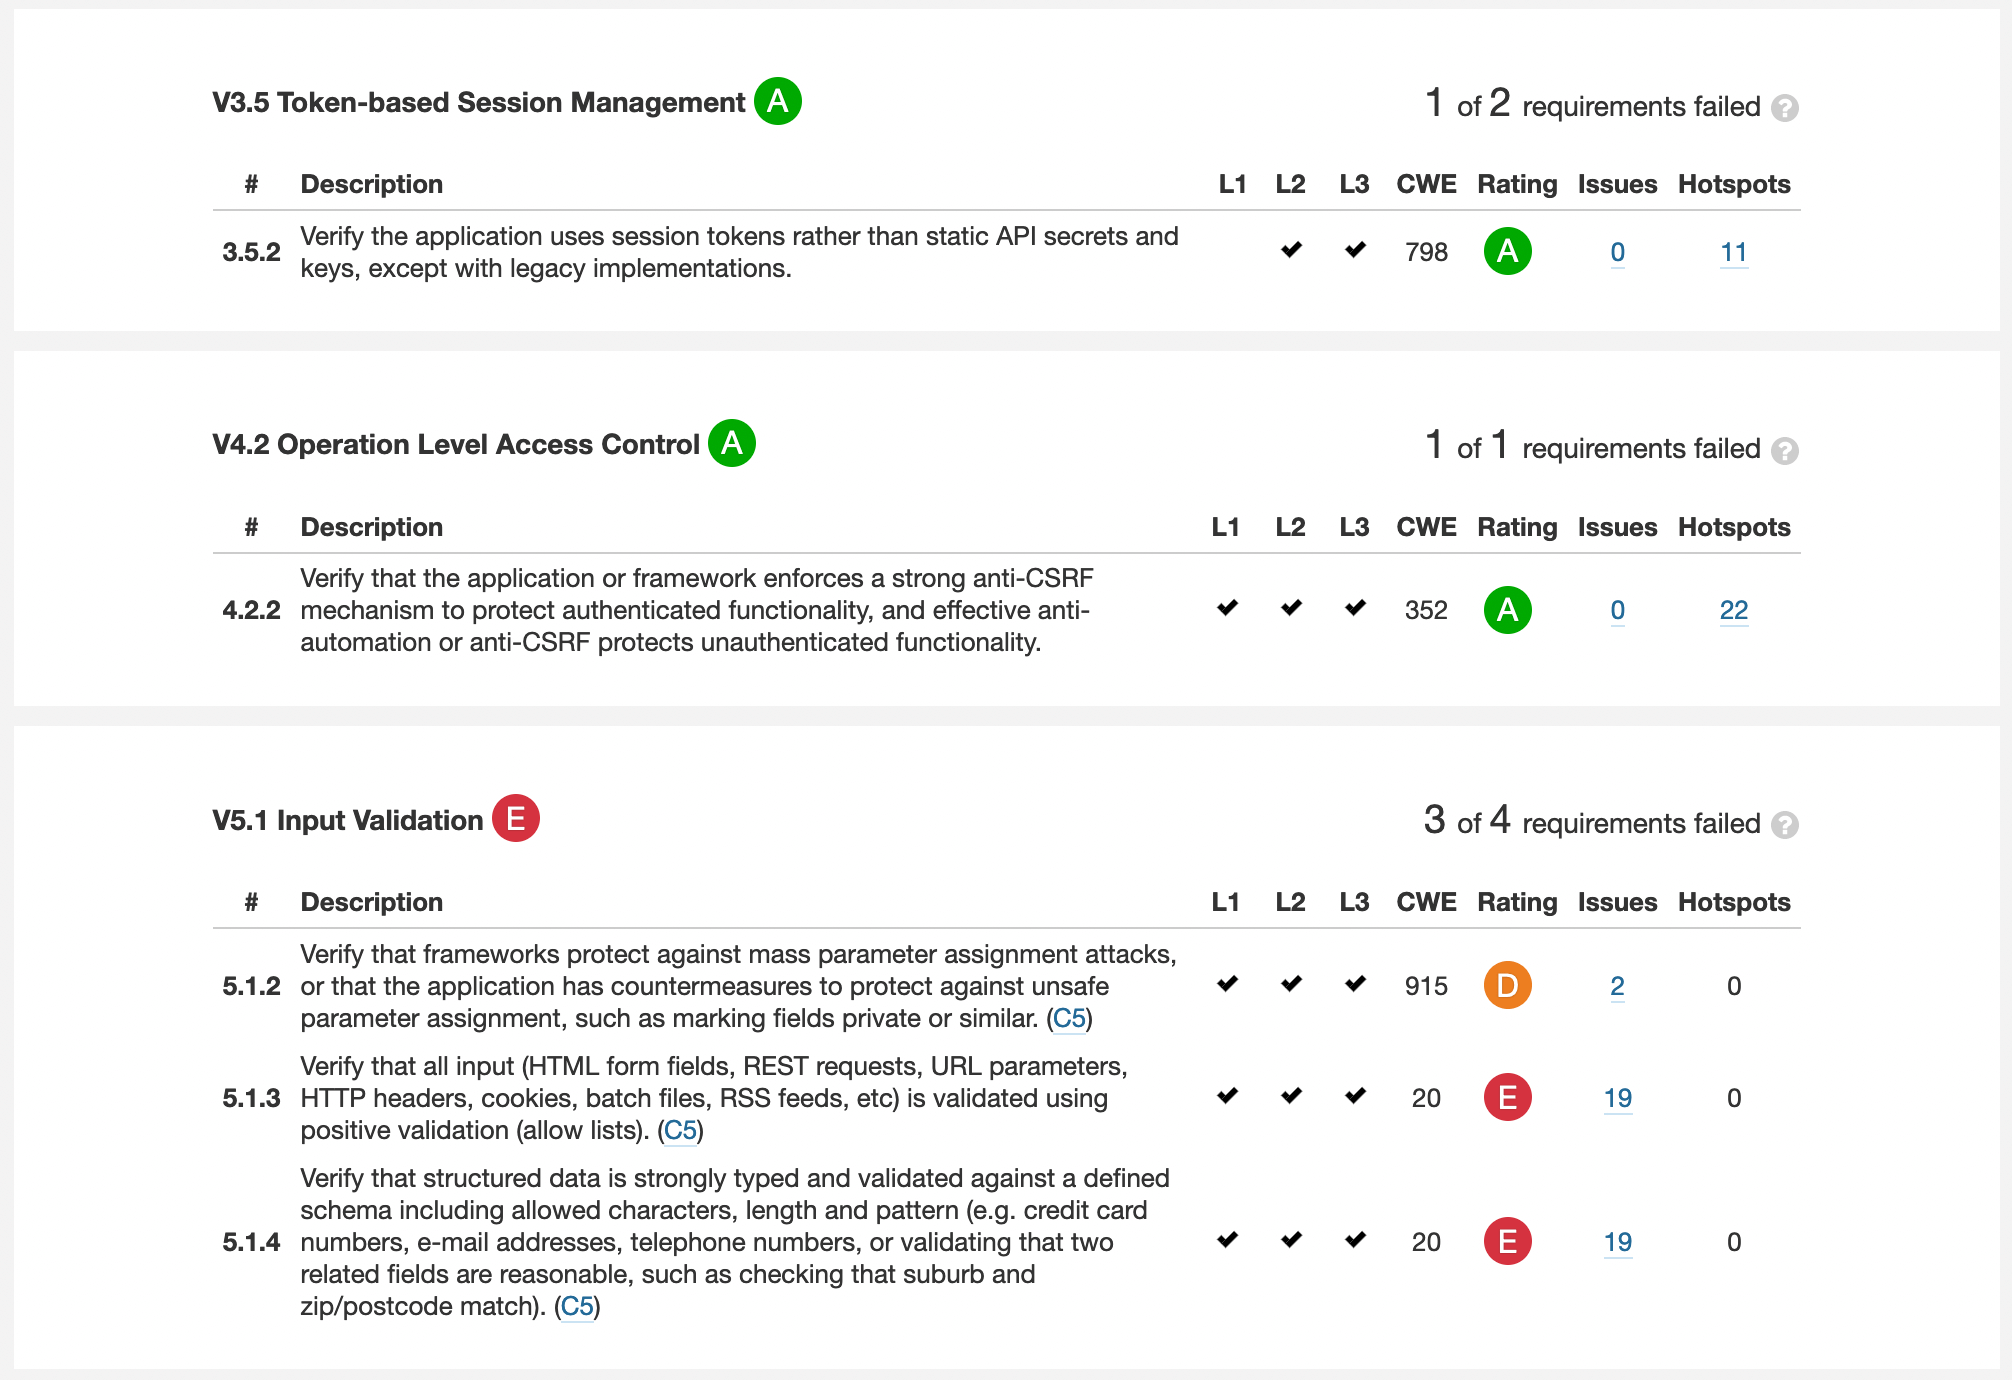 V3.5 Token-based Session Management A
1 of 2 requirements failed ?
# Description L1 L2 L3 CWE Rating Issues Hotspots
3.5.2 Verify the application uses session tokens rather than static API secrets and
keys, except with legacy implementations.
✔ ✔ 798 A 0 11
V4.2 Operation Level Access Control A
1 of 1 requirements failed ?
# Description L1 L2 L3 CWE Rating Issues Hotspots
Verify that the application or framework enforces a strong anti-CSRF
4.2.2 mechanism to protect authenticated functionality, and effective anti-
automation or anti-CSRF protects unauthenticated functionality.
✔ ✔ ✔ 352 A 0 22
V5.1 Input Validation E
3 of 4 requirements failed ?
# Description L1 L2 L3 CWE Rating Issues Hotspots
Verify that frameworks protect against mass parameter assignment attacks,
5.1.2 or that the application has countermeasures to protect against unsafe
parameter assignment, such as marking fields private or similar. (C5)
✔ ✔ ✔ 915 D 2 0
Verify that all input (HTML form fields, REST requests, URL parameters,
5.1.3 HTTP headers, cookies, batch files, RSS feeds, etc) is validated using
positive validation (allow lists). (C5)
✔ ✔ ✔ 20 E 19 0
Verify that structured data is strongly typed and validated against a defined
schema including allowed characters, length and pattern (e.g. credit card
5.1.4 numbers, e-mail addresses, telephone numbers, or validating that two
related fields are reasonable, such as checking that suburb and
zip/postcode match). (C5)
✔ ✔ ✔ 20 E 19 0